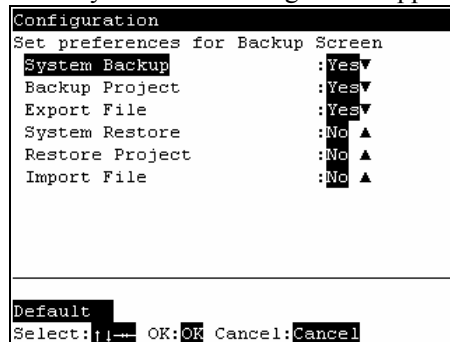 Configuration
Set preferences for Backup Screen
System Backup :Yes▼
Backup Project :Yes▼
Export File :Yes▼
System Restore :No ▲
Restore Project :No ▲
Import File :No ▲
Default
Select:↑↓→← OK:OK Cancel:Cancel